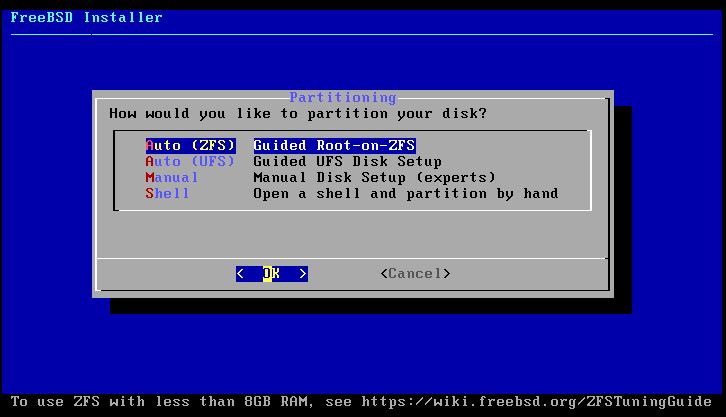 FreeBSD Installer
Partitioning
How would you like to partition your disk?
Auto (ZFS) Guided Root-on-ZFS
Auto (UFS) Guided UFS Disk Setup
Manual Manual Disk Setup (experts)
Shell Open a shell and partition by hand
< OK > <Cancel>
To use ZFS with less than 8GB RAM, see https://wiki.freebsd.org/ZFSTuningGuide